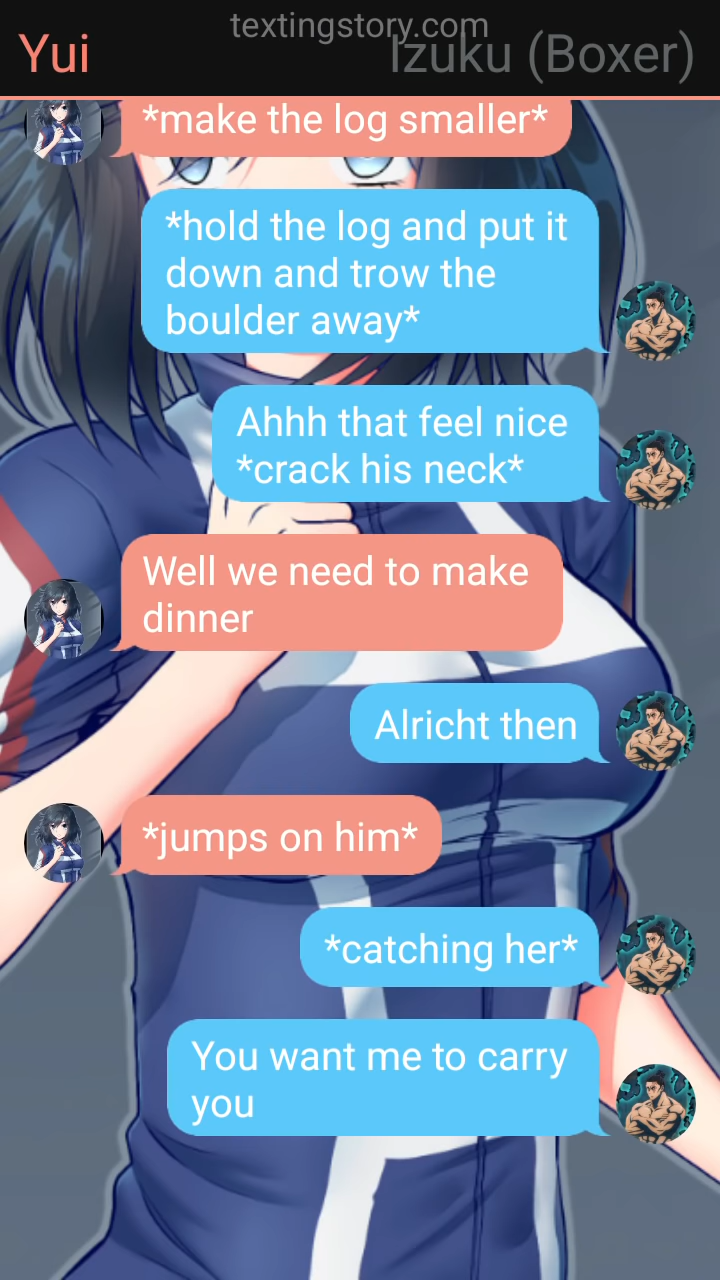 textingstory.com
Yui
Izuku (Boxer)
*make the log smaller*
*hold the log and put it
down and trow the
boulder away*
Ahhh that feel nice
*crack his neck*
Well we need to make
dinner
Alricht then
*jumps on him*
*catching her*
You want me to carry
you